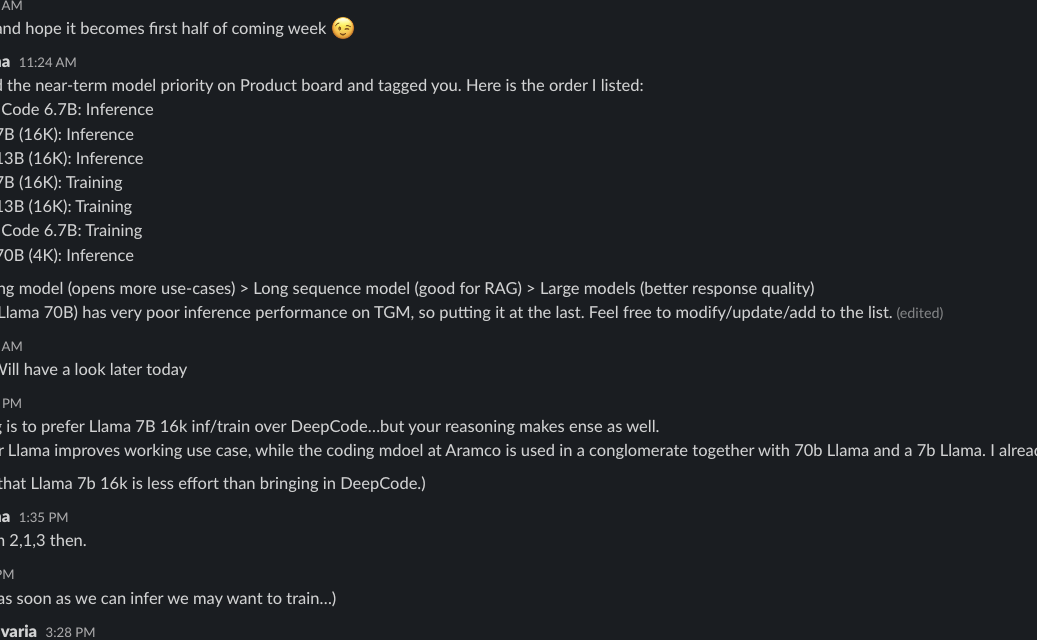 AM
and hope it becomes first half of coming week 😉
na 11:24 AM
d the near-term model priority on Product board and tagged you. Here is the order I listed:
Code 6.7B: Inference
7B (16K): Inference
13B (16K): Inference
7B (16K): Training
13B (16K): Training
Code 6.7B: Training
70B (4K): Inference
ng model (opens more use-cases) > Long sequence model (good for RAG) > Large models (better response quality)
Llama 70B) has very poor inference performance on TGM, so putting it at the last. Feel free to modify/update/add to the list. (edited)
AM
Will have a look later today
PM
g is to prefer Llama 7B 16k inf/train over DeepCode...but your reasoning makes ense as well.
r Llama improves working use case, while the coding mdoel at Aramco is used in a conglomerate together with 70b Llama and a 7b Llama. I alread
that Llama 7b 16k is less effort than bringing in DeepCode.)
na 1:35 PM
n 2,1,3 then.
PM
as soon as we can infer we may want to train...)
varia 3:28 PM